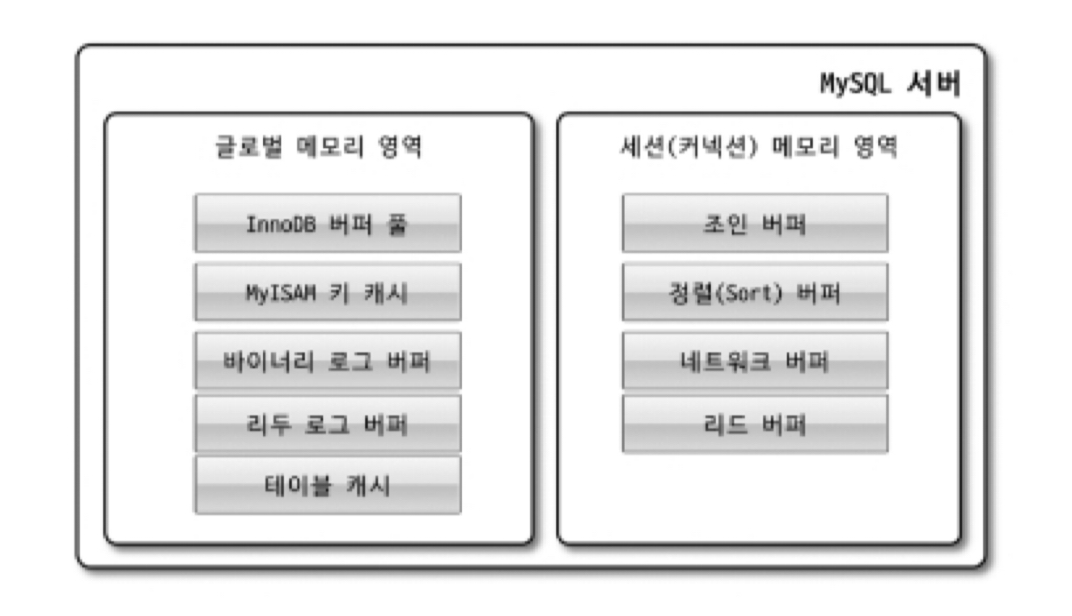 MySQL 서버
글로벌 메모리 영역
InnoDB 버퍼 풀
MyISAM 키 캐시
바이너리 로그 버퍼
리두 로그 버퍼
테이블 캐시
세션(커넥션) 메모리 영역
조인 버퍼
정렬(Sort) 버퍼
네트워크 버퍼
리드 버퍼